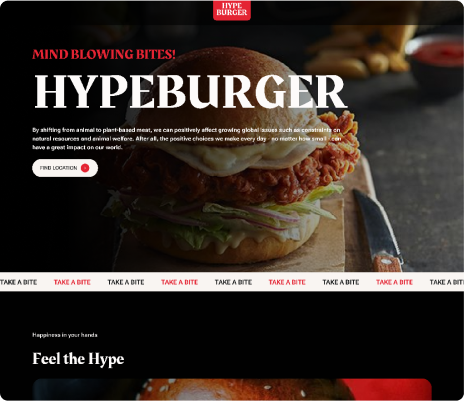 HYPE
BURGER
MIND BLOWING BITES!
HYPEBURGER
By shifting from animal to plant-based meat, we can positively affect growing global issues such as constraints on
natural resources and animal welfare. After all, the positive choices we make every day - no matter how small - can
have a great impact on our world.
FIND LOCATION
TAKE A BITE TAKE A BITE TAKE A BITE TAKE A BITE TAKE A BITE TAKE A BITE TAKE A BITE TAKE A BITE TAKE A BIT
Happiness in your hands
Feel the Hype